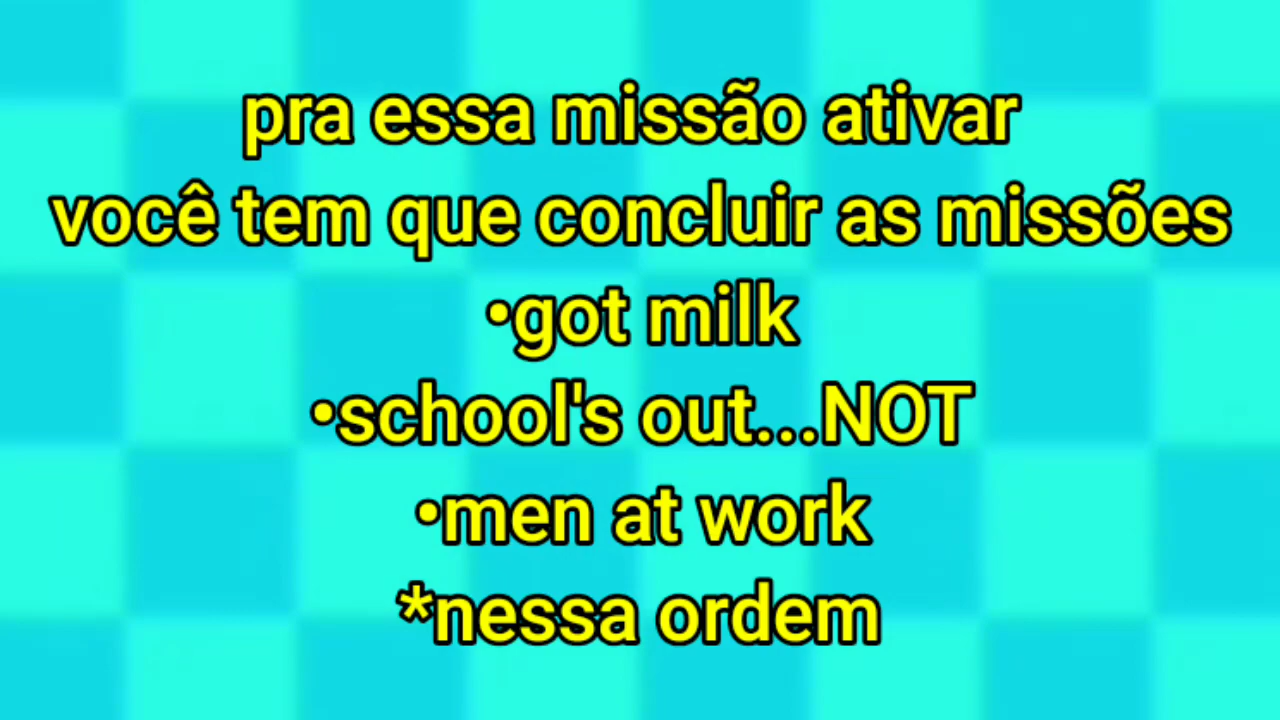 pra essa missão ativar
você tem que concluir as missões
•got milk
•school's out...NOT
•men at work
*nessa ordem